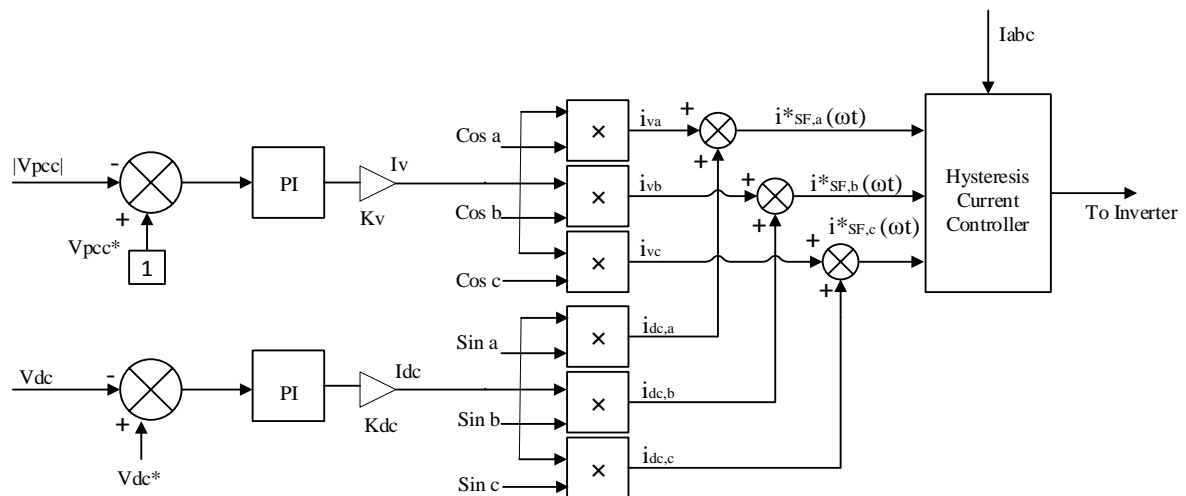 Iabc
Cos a
×
iva
+
+
i*SF,a (ωt)
|Vpcc|
-
+
PI
Iv
Kv
Cos b
×
ivb
+
+
i*SF,b (ωt)
Hysteresis
Current
Controller
To Inverter
Vpcc*
1
Cos c
×
ivc
+
+
i*SF,c (ωt)
Sin a
×
idc,a
Vdc
-
+
PI
Idc
Kdc
Sin b
×
idc,b
Vdc*
Sin c
×
idc,c